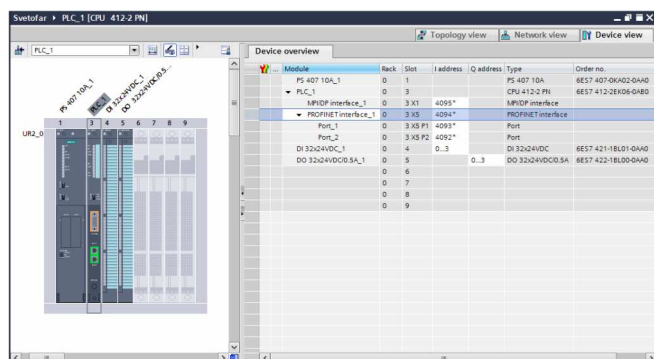 Svetofar ▸ PLC_1 [CPU 412-2 PN]
Topology view Network view Device view
PLC_1
Device overview
... Module Rack Slot I address Q address Type Order no.
PS 407 10A_1 0 1 PS 407 10A 6ES7 407-0KA02-0AA0
PLC_1 0 3 CPU 412-2 PN 6ES7 412-2EK06-0AB0
MPI/DP interface_1 0 3 X1 4095* MPI/DP interface
PROFINET interface_1 0 3 X5 4094* PROFINET interface
Port_1 0 3 X5 P1 4093* Port
Port_2 0 3 X5 P2 4092* Port
DI 32x24VDC_1 0 4 0...3 DI 32x24VDC 6ES7 421-1BL01-0AA0
DO 32x24VDC/0.5A_1 0 5 0...3 DO 32x24VDC/0.5A 6ES7 422-1BL00-0AA0
0 6
0 7
0 8
0 9
PS 407 10A_1
PLC_1
DI 32x24VDC_1
DO 32x24VDC/0.5...
1 3 4 5 6 7 8 9
UR2_0